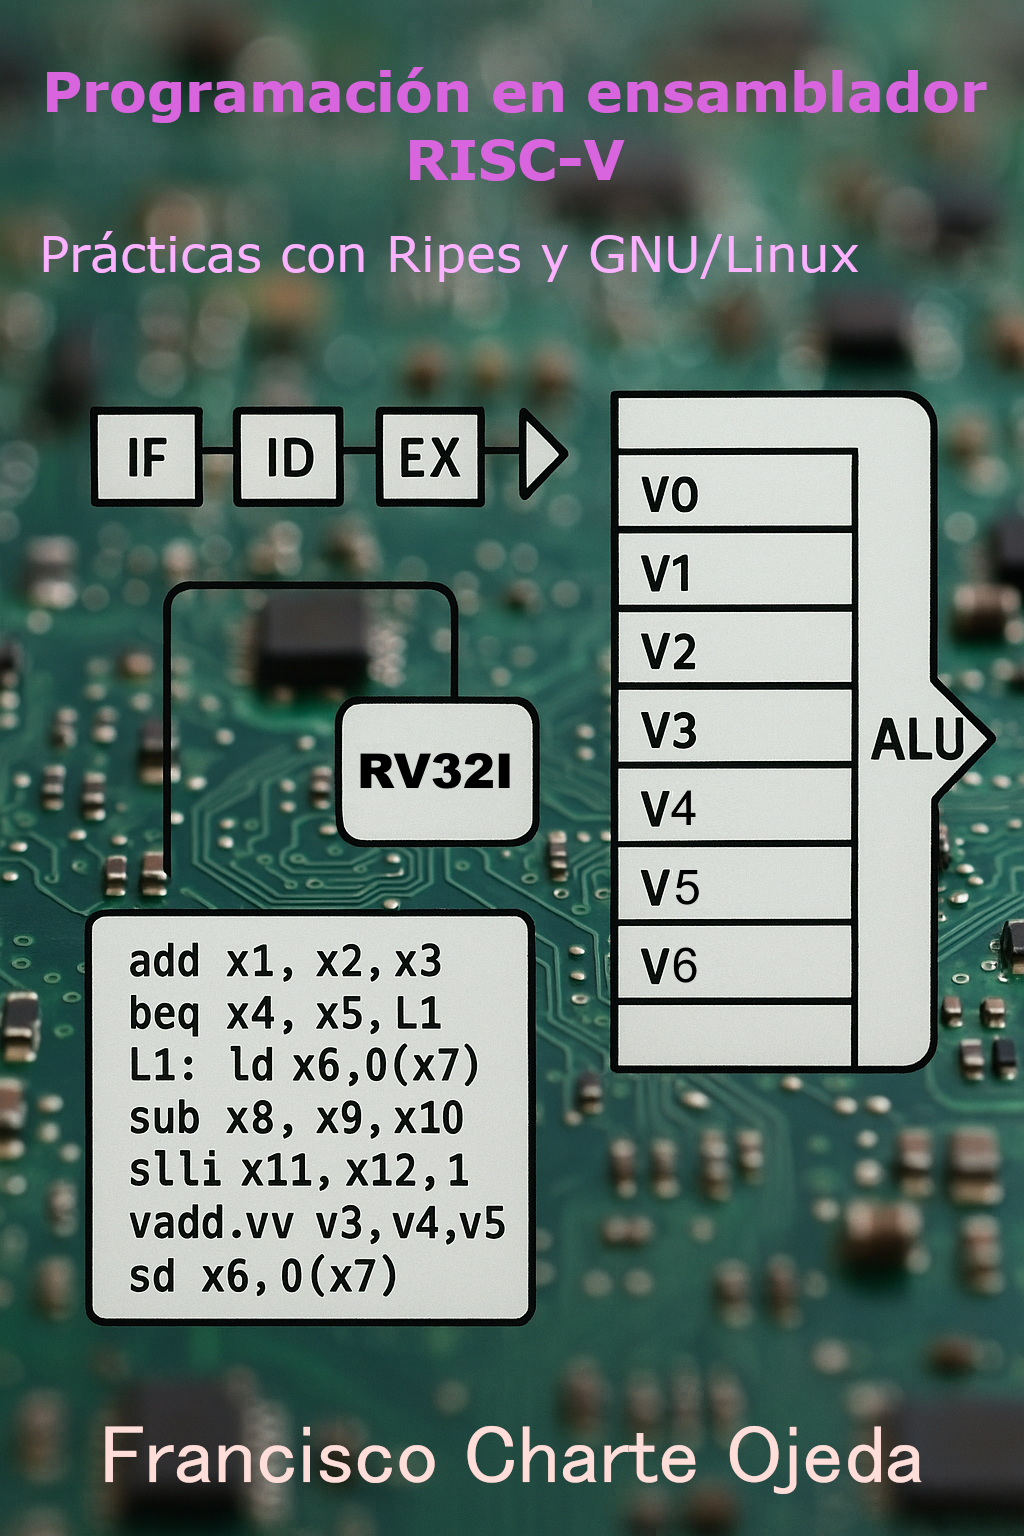 Programación en ensamblador
RISC-V
Prácticas con Ripes y GNU/Linux
IF ID EX
V0
V1
V2
V3
V4
V5
V6
ALU
RV32I
add x1, x2, x3
beq x4, x5, L1
L1: ld x6,0(x7)
sub x8, x9, x10
slli x11, x12, 1
vadd.vv v3, v4,v5
sd x6, 0(x7)
Francisco Charte Ojeda